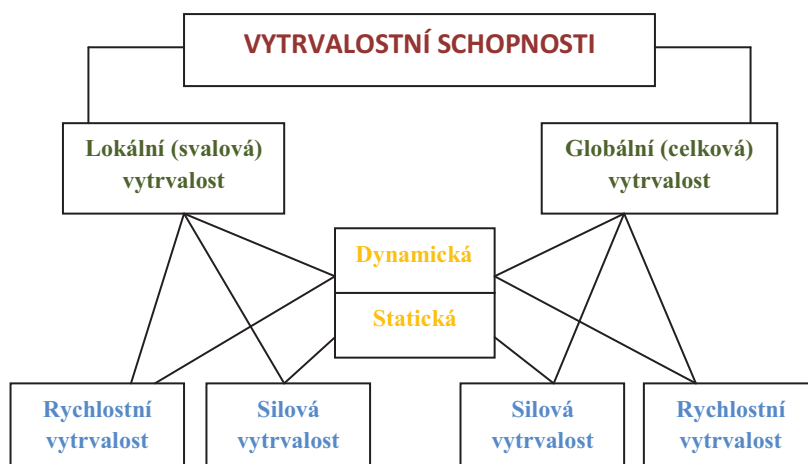 VYTRVALOSTNÍ SCHOPNOSTI
Lokální (svalová)
vytrvalost
Globální (celková)
vytrvalost
Dynamická
Statická
Rychlostní
vytrvalost
Silová
vytrvalost
Silová
vytrvalost
Rychlostní
vytrvalost